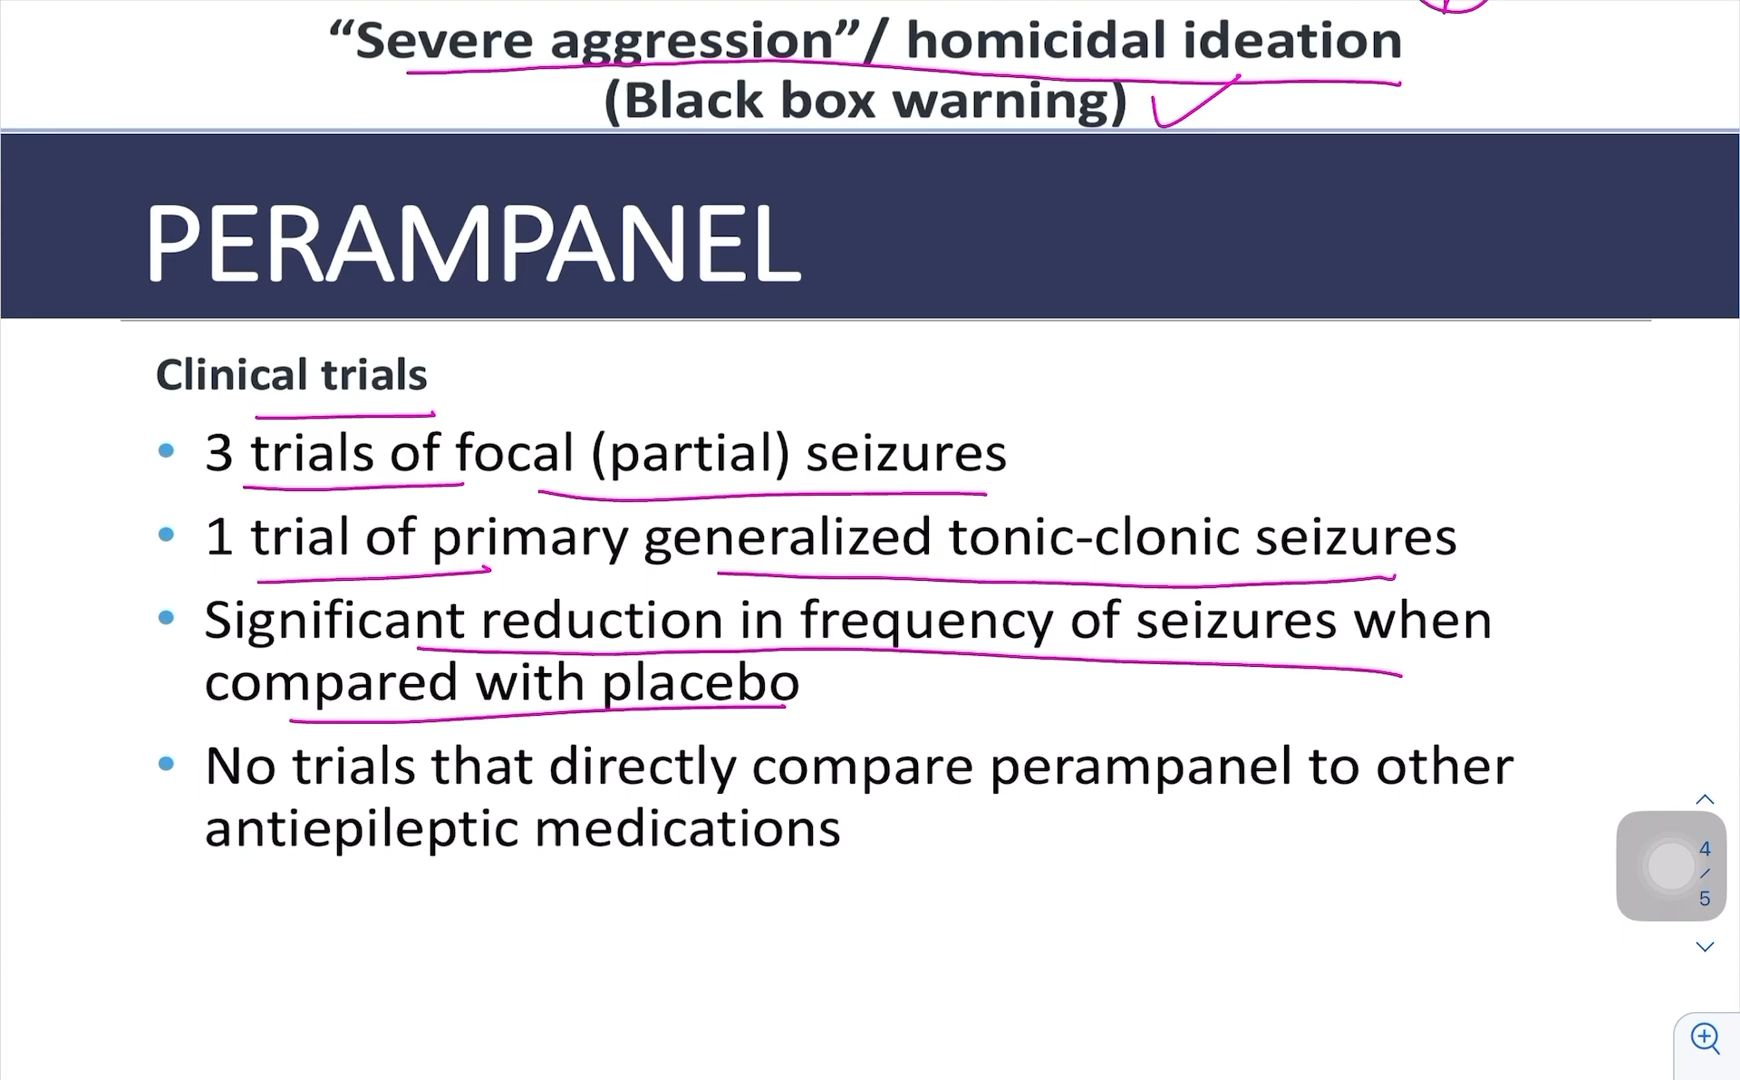 “Severe aggression”/ homicidal ideation
(Black box warning)
PERAMPANEL
Clinical trials
• 3 trials of focal (partial) seizures
• 1 trial of primary generalized tonic-clonic seizures
• Significant reduction in frequency of seizures when
compared with placebo
• No trials that directly compare perampanel to other
antiepileptic medications
4
/
5